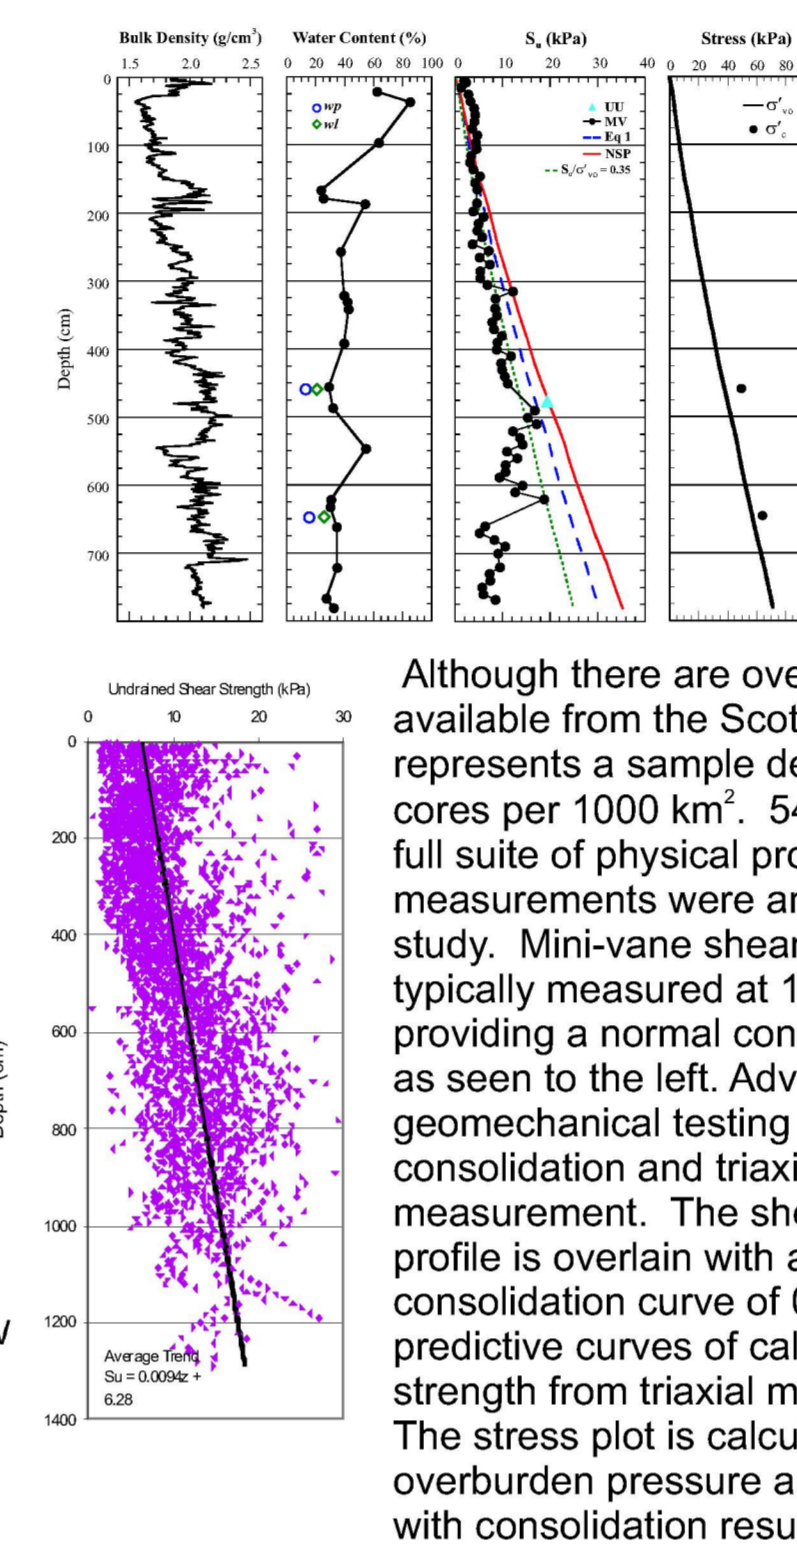 Bulk Density (g/cm³)
1.5 2.0 2.5
Water Content (%)
0 20 40 60 80 100
wp
wl
Sᵤ (kPa)
0 10 20 30 40
UU
MV
Eq 1
NSP
Sᵤ/σ'ᵥₒ = 0.35
Stress (kPa)
0 20 40 60 80
σ'ᵥₒ
σ'c
Depth (cm)
0
100
200
300
400
500
600
700
Undrained Shear Strength (kPa)
0 10 20 30
0
200
400
600
800
1000
1200
1400
Average Trend
Su = 0.0094z +
6.28
Although there are ove
available from the Scot
represents a sample de
cores per 1000 km². 54
full suite of physical pro
measurements were an
study. Mini-vane shear
typically measured at 1
providing a normal con
as seen to the left. Adv
geomechanical testing
consolidation and triaxi
measurement. The she
profile is overlain with a
consolidation curve of 0
predictive curves of cal
strength from triaxial m
The stress plot is calcu
overburden pressure a
with consolidation resu